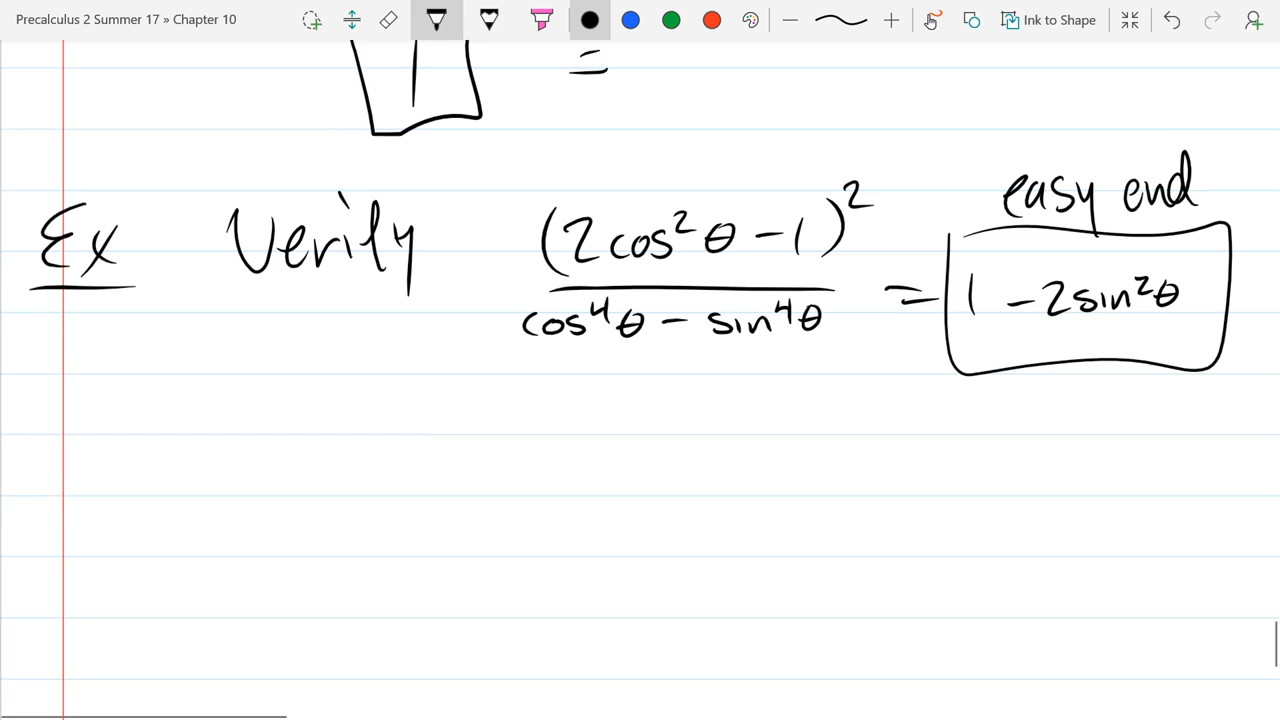 Precalculus 2 Summer 17 » Chapter 10
Ink to Shape
=
easy end
Ex Verify (2cos²θ - 1)² / cos⁴θ - sin⁴θ = 1 - 2sin²θ